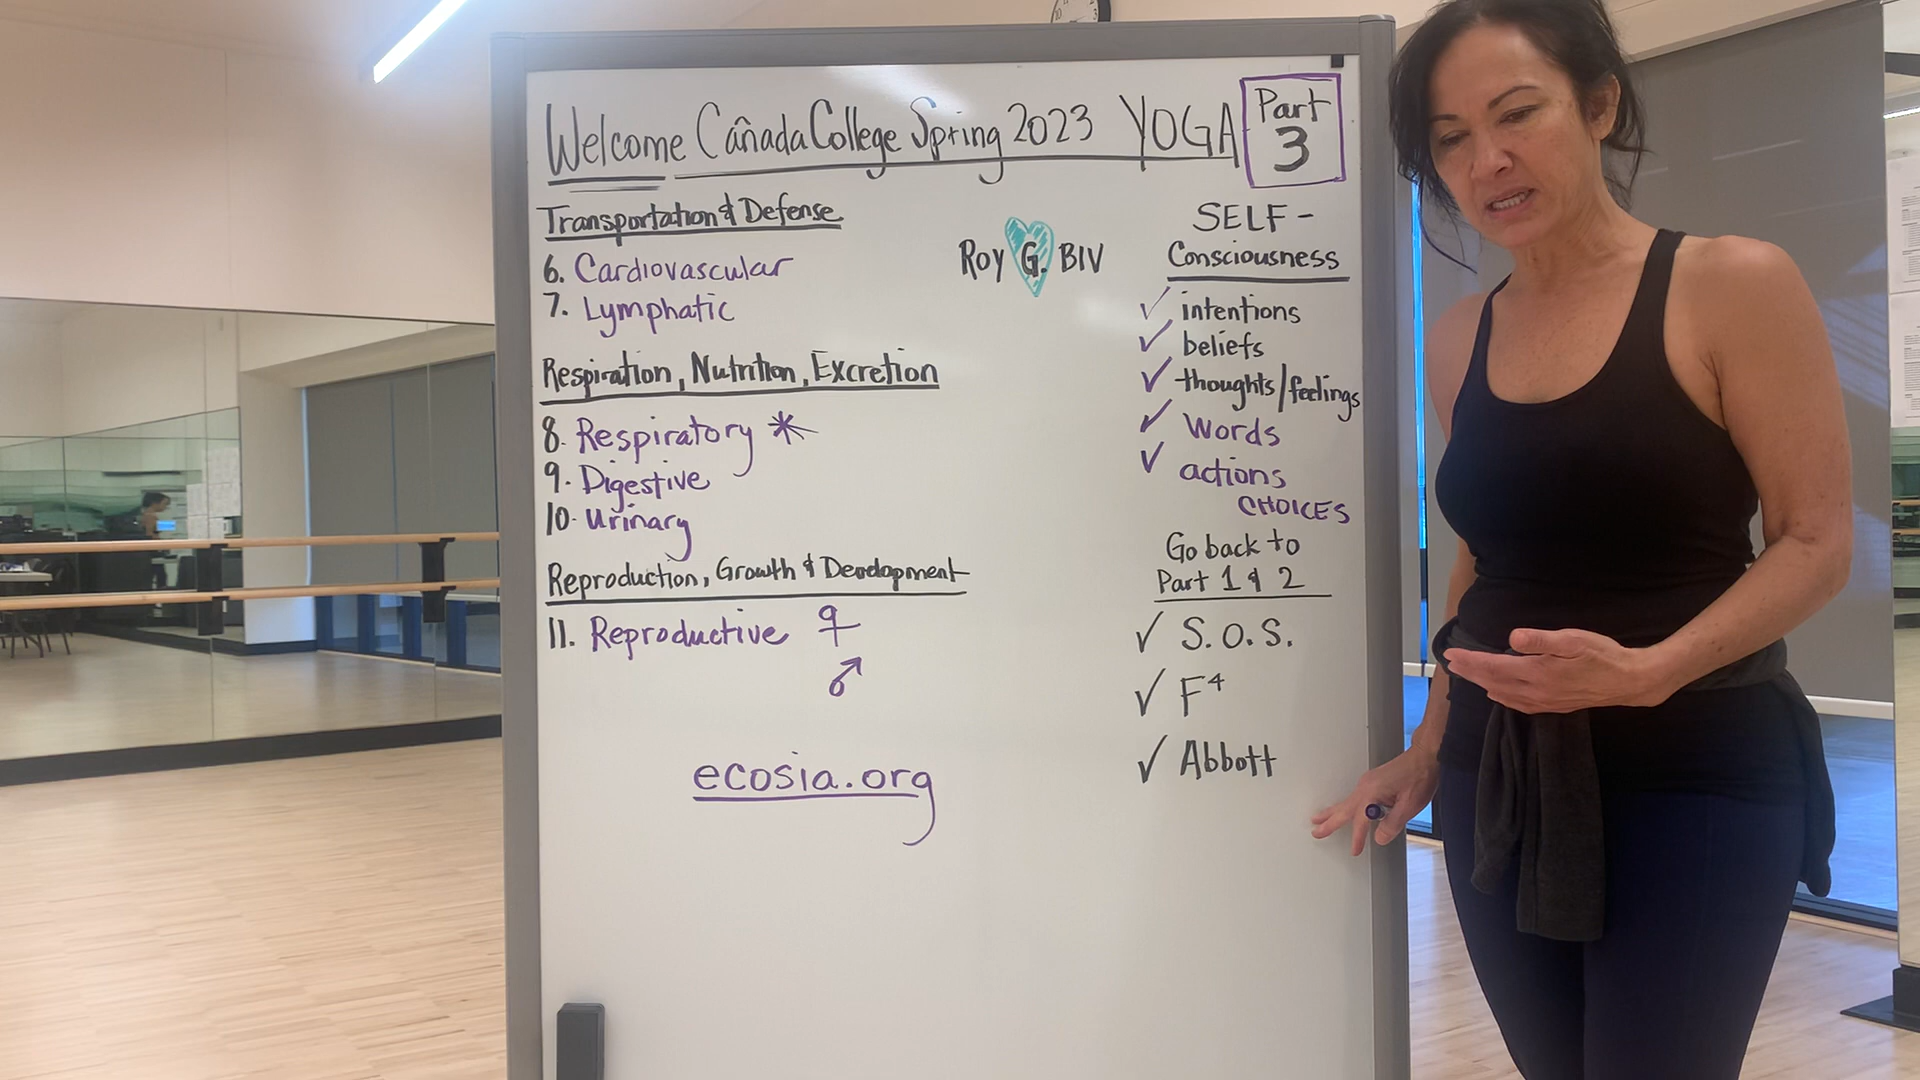 Welcome Cañada College Spring 2023 YOGA
Part
3
Transportation & Defense
6. Cardiovascular
7. Lymphatic
Respiration, Nutrition, Excretion
8. Respiratory *
9. Digestive
10. Urinary
Reproduction, Growth & Development
11. Reproductive ♀
♂
ecosia.org
Roy G. BIV
SELF-
Consciousness
✓ intentions
✓ beliefs
✓ thoughts/feelings
✓ Words
✓ actions
CHOICES
Go back to
Part 1 & 2
✓ S.O.S.
✓ F⁴
✓ Abbott